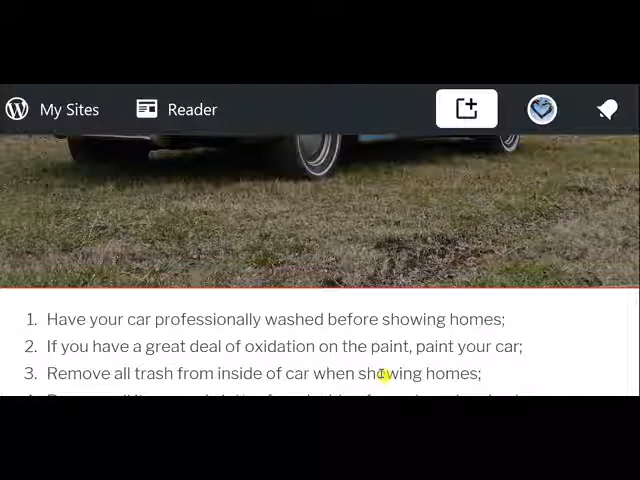 My Sites
Reader
1. Have your car professionally washed before showing homes;
2. If you have a great deal of oxidation on the paint, paint your car;
3. Remove all trash from inside of car when showing homes;